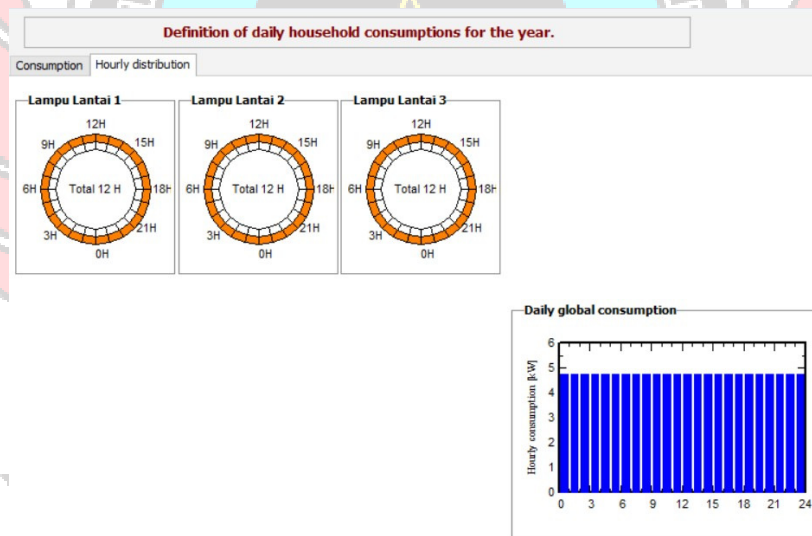 Definition of daily household consumptions for the year.
Consumption Hourly distribution
Lampu Lantai 1 Lampu Lantai 2 Lampu Lantai 3
12H 12H 12H
9H 15H 9H 15H 9H 15H
6H Total 12 H 18H 6H Total 12 H 18H 6H Total 12 H 18H
3H 21H 3H 21H 3H 21H
0H 0H 0H
Daily global consumption
6
5
4
3
2
1
0
Hourly consumption [kW]
0 3 6 9 12 15 18 21 24